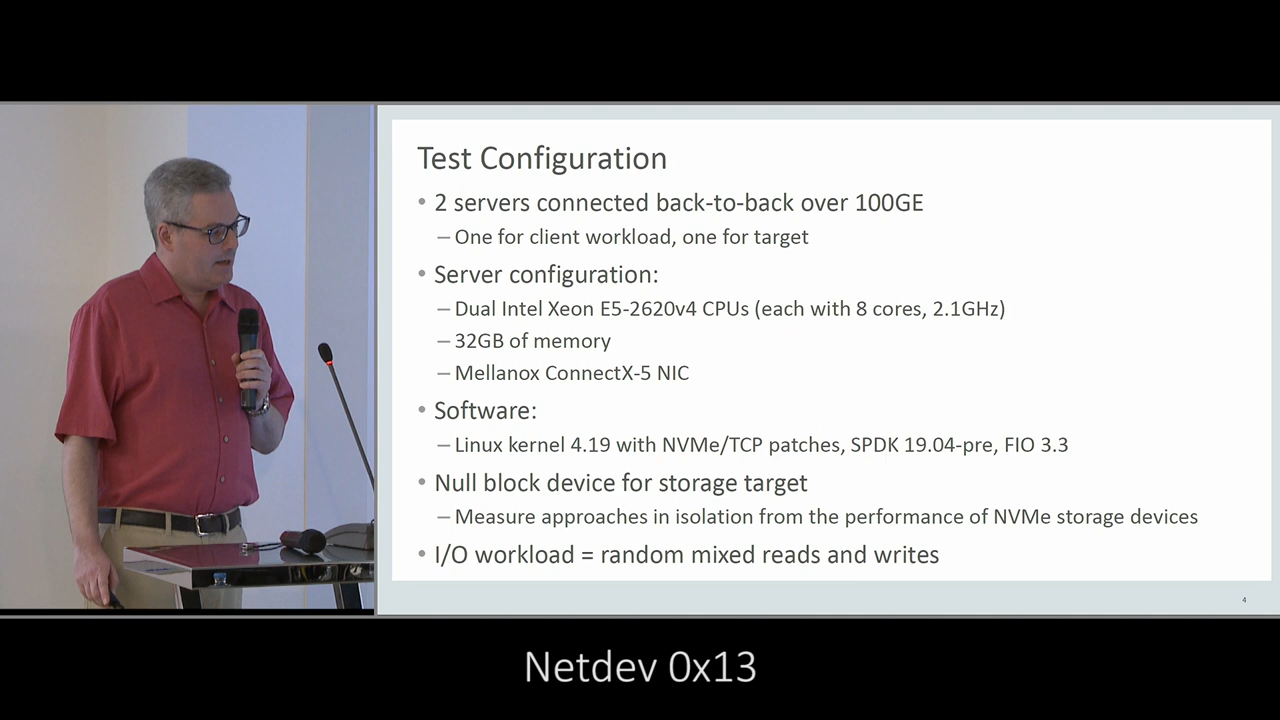 Test Configuration
• 2 servers connected back-to-back over 100GE
– One for client workload, one for target
• Server configuration:
– Dual Intel Xeon E5-2620v4 CPUs (each with 8 cores, 2.1GHz)
– 32GB of memory
– Mellanox ConnectX-5 NIC
• Software:
– Linux kernel 4.19 with NVMe/TCP patches, SPDK 19.04-pre, FIO 3.3
• Null block device for storage target
– Measure approaches in isolation from the performance of NVMe storage devices
• I/O workload = random mixed reads and writes
4
Netdev 0x13